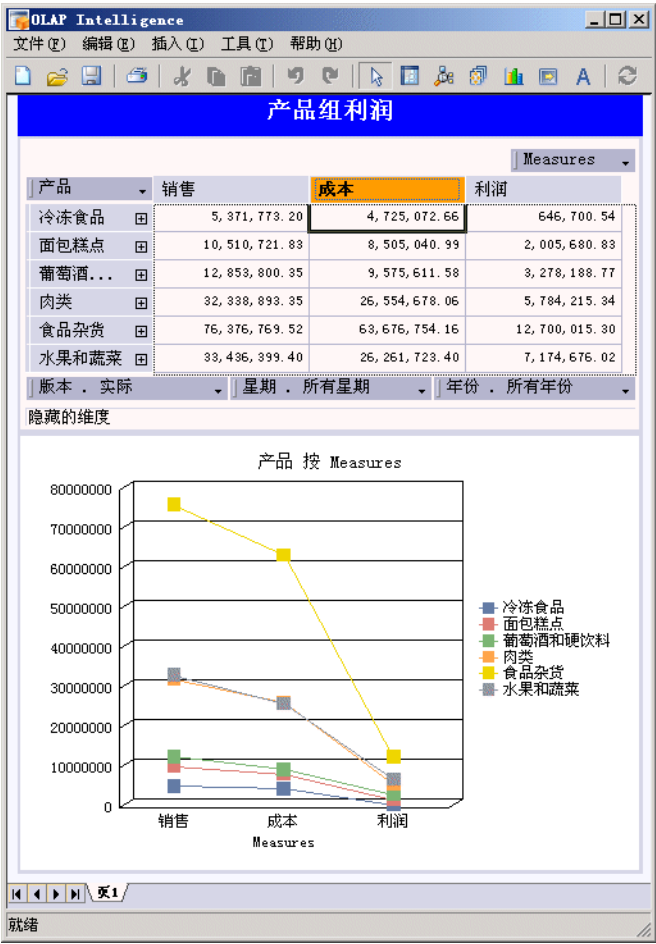 OLAP Intelligence
文件(F) 编辑(E) 插入(I) 工具(T) 帮助(H)
A
产品组利润
Measures
产品 销售 成本 利润
冷冻食品 5,371,773.20 4,725,072.66 646,700.54
面包糕点 10,510,721.83 8,505,040.99 2,005,680.83
葡萄酒... 12,853,800.35 9,575,611.58 3,278,188.77
肉类 32,338,893.35 26,554,678.06 5,784,215.34
食品杂货 76,376,769.52 63,676,754.16 12,700,015.30
水果和蔬菜 33,436,399.40 26,261,723.40 7,174,676.02
版本 . 实际 星期 . 所有星期 年份 . 所有年份
隐藏的维度
产品 按 Measures
80000000
70000000
60000000
50000000
40000000
30000000
20000000
10000000
0
销售 成本 利润
Measures
冷冻食品
面包糕点
葡萄酒和硬饮料
肉类
食品杂货
水果和蔬菜
页1
就绪